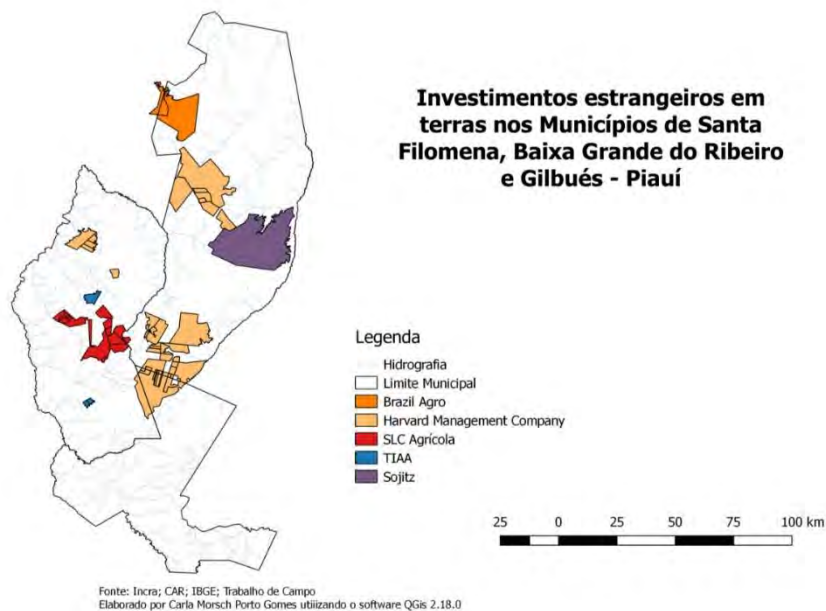 Investimentos estrangeiros em
terras nos Municípios de Santa
Filomena, Baixa Grande do Ribeiro
e Gilbués - Piauí
Legenda
Hidrografia
Limite Municipal
Brazil Agro
Harvard Management Company
SLC Agrícola
TIAA
Sojitz
25 0 25 50 75 100 km
Fonte: Incra; CAR; IBGE; Trabalho de Campo
Elaborado por Carla Morsch Porto Gomes utiizando o software QGis 2.18.0